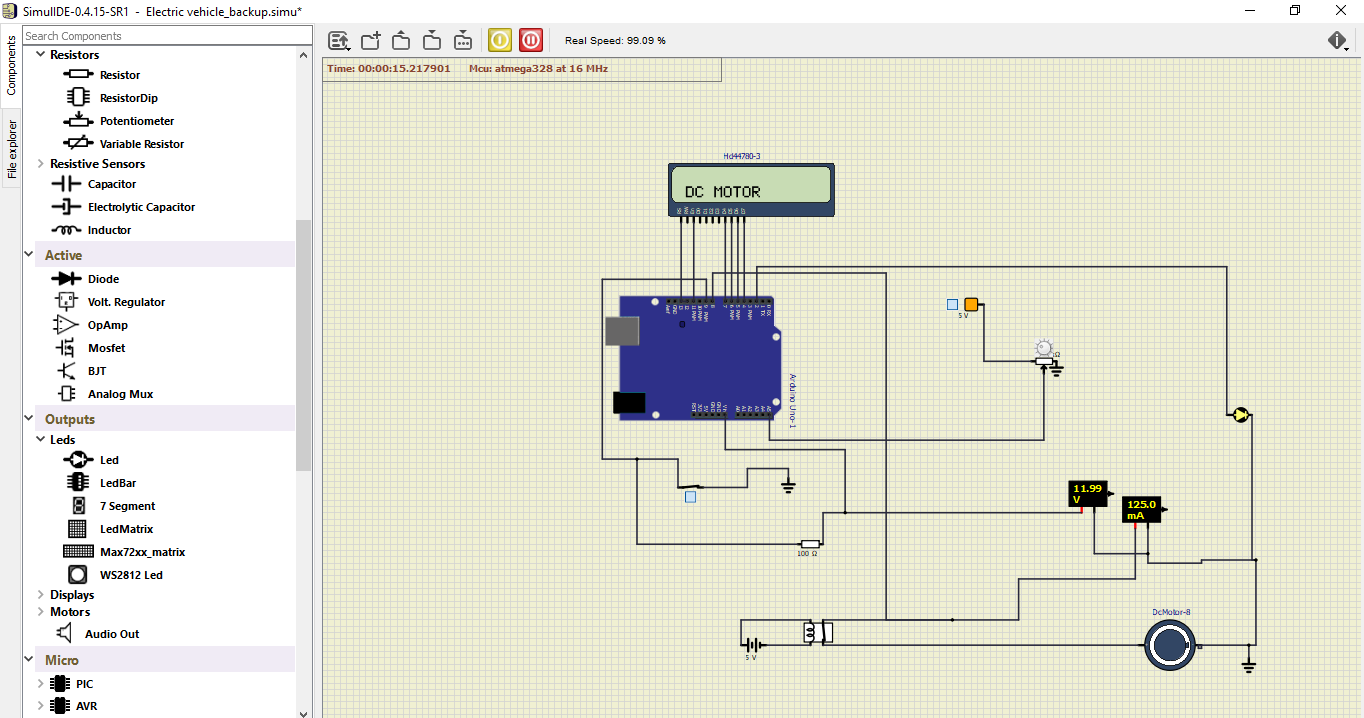 SimulIDE-0.4.15-SR1 - Electric vehicle_backup.simu*
Components
File explorer
Search Components
Resistors
Resistor
ResistorDip
Potentiometer
Variable Resistor
Resistive Sensors
Capacitor
Electrolytic Capacitor
Inductor
Active
Diode
Volt. Regulator
OpAmp
Mosfet
BJT
Analog Mux
Outputs
Leds
Led
LedBar
7 Segment
LedMatrix
Max72xx_matrix
WS2812 Led
Displays
Motors
Audio Out
Micro
PIC
AVR
Real Speed: 99.09 %
Time: 00:00:15.217901 Mcu: atmega328 at 16 MHz
Hd44780-3
DC MOTOR
Arduino Uno-1
5 V
Ω
11.99
V
125.0
mA
100 Ω
5 V
DcMotor-8